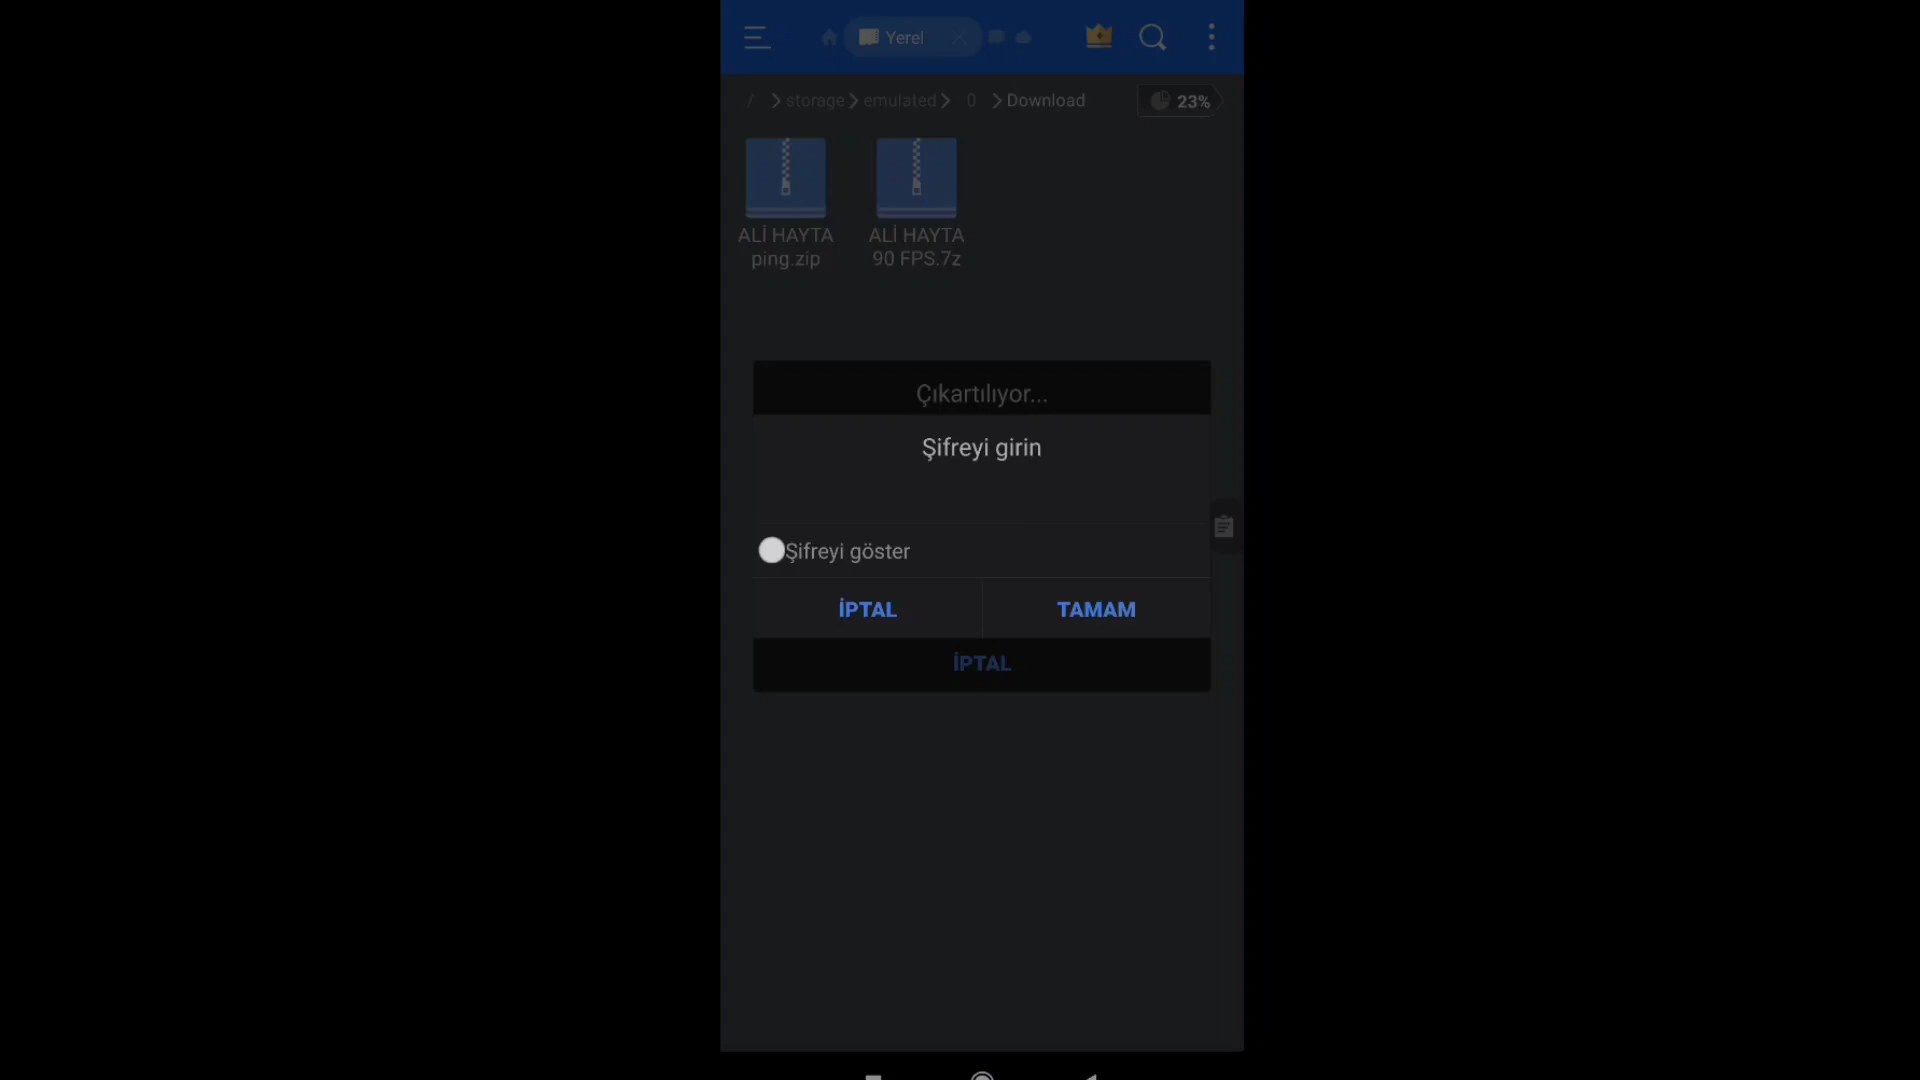 Yerel
/ storage emulated 0 Download 23%
ALİ HAYTA
ping.zip
ALİ HAYTA
90 FPS.7z
Çıkartılıyor...
Şifreyi girin
Şifreyi göster
İPTAL TAMAM
İPTAL